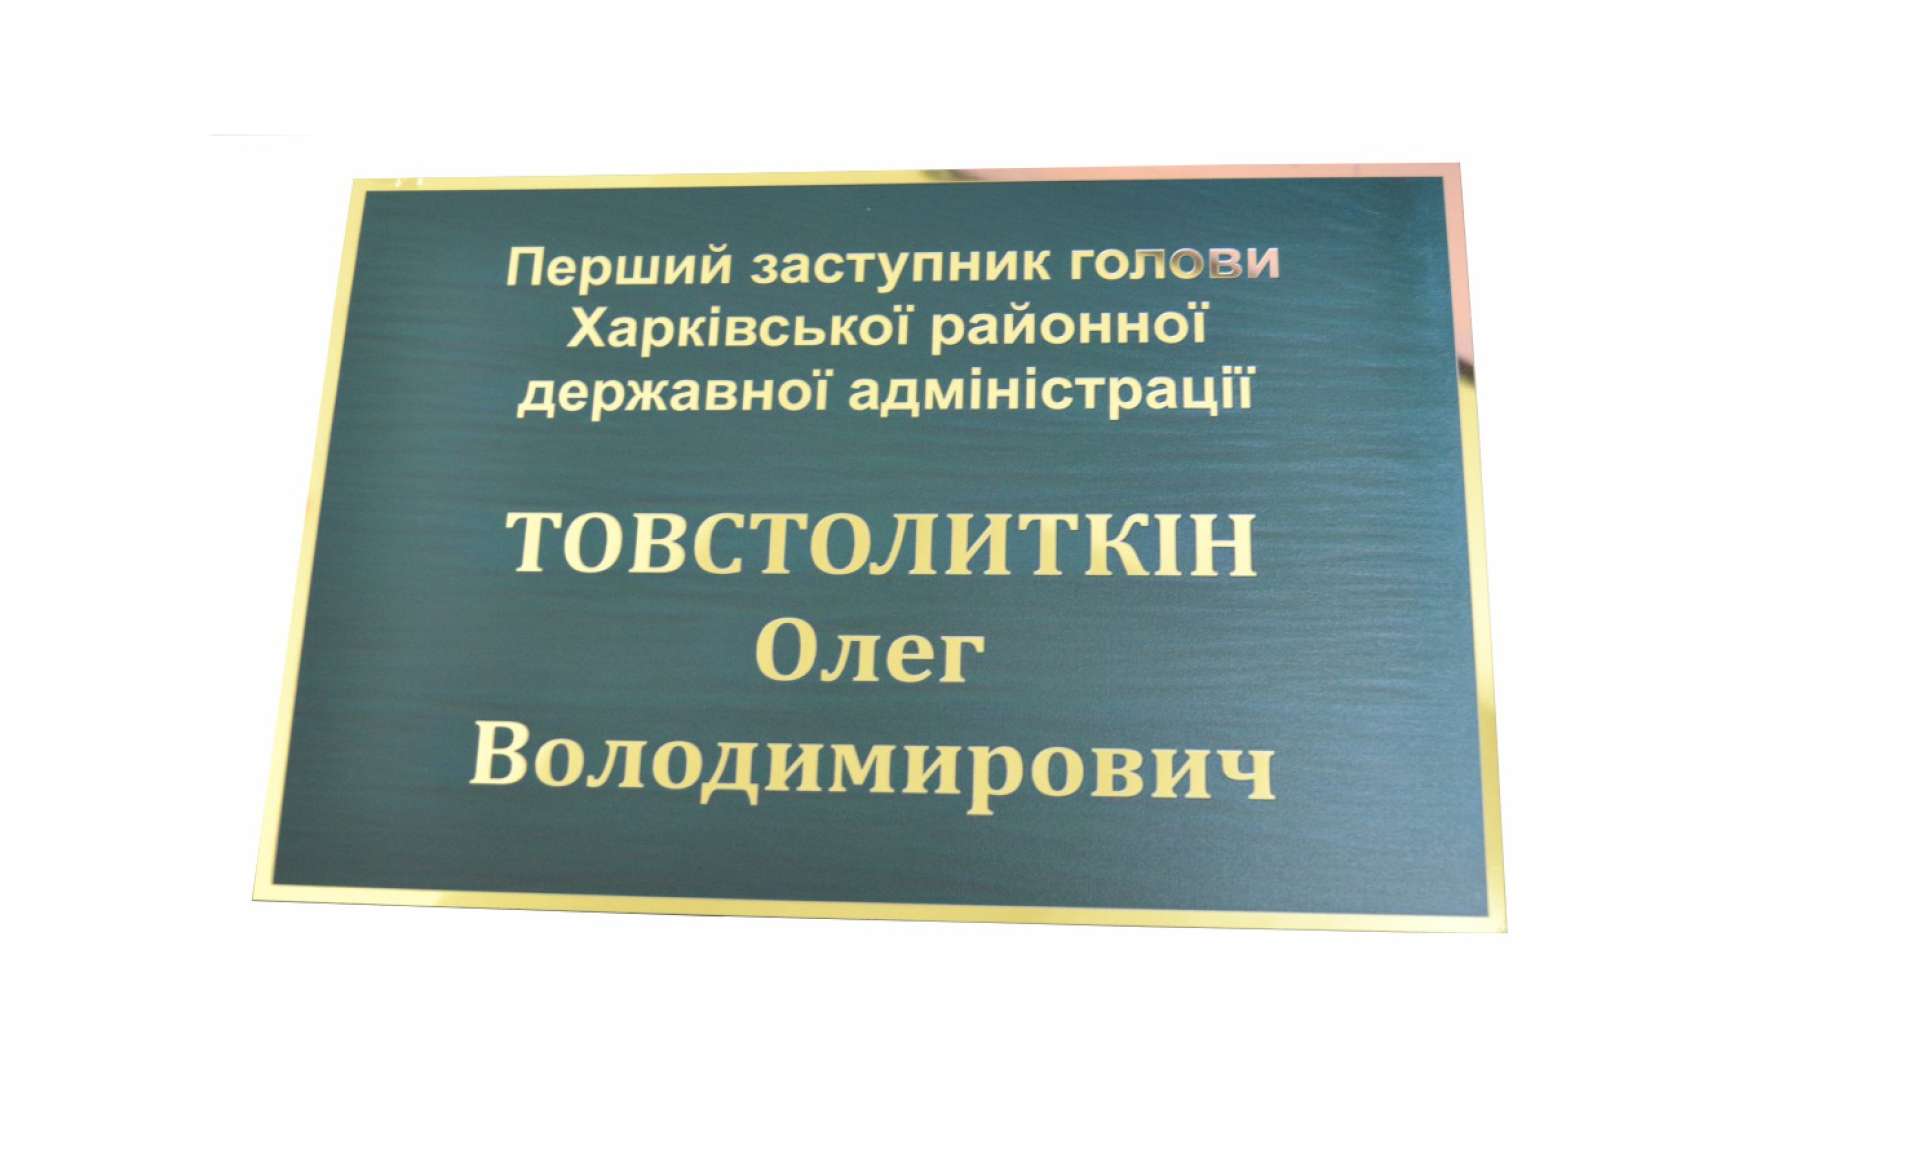 Перший заступник голови
Харківської районної
державної адміністрації
ТОВСТОЛИТКІН
Олег
Володимирович